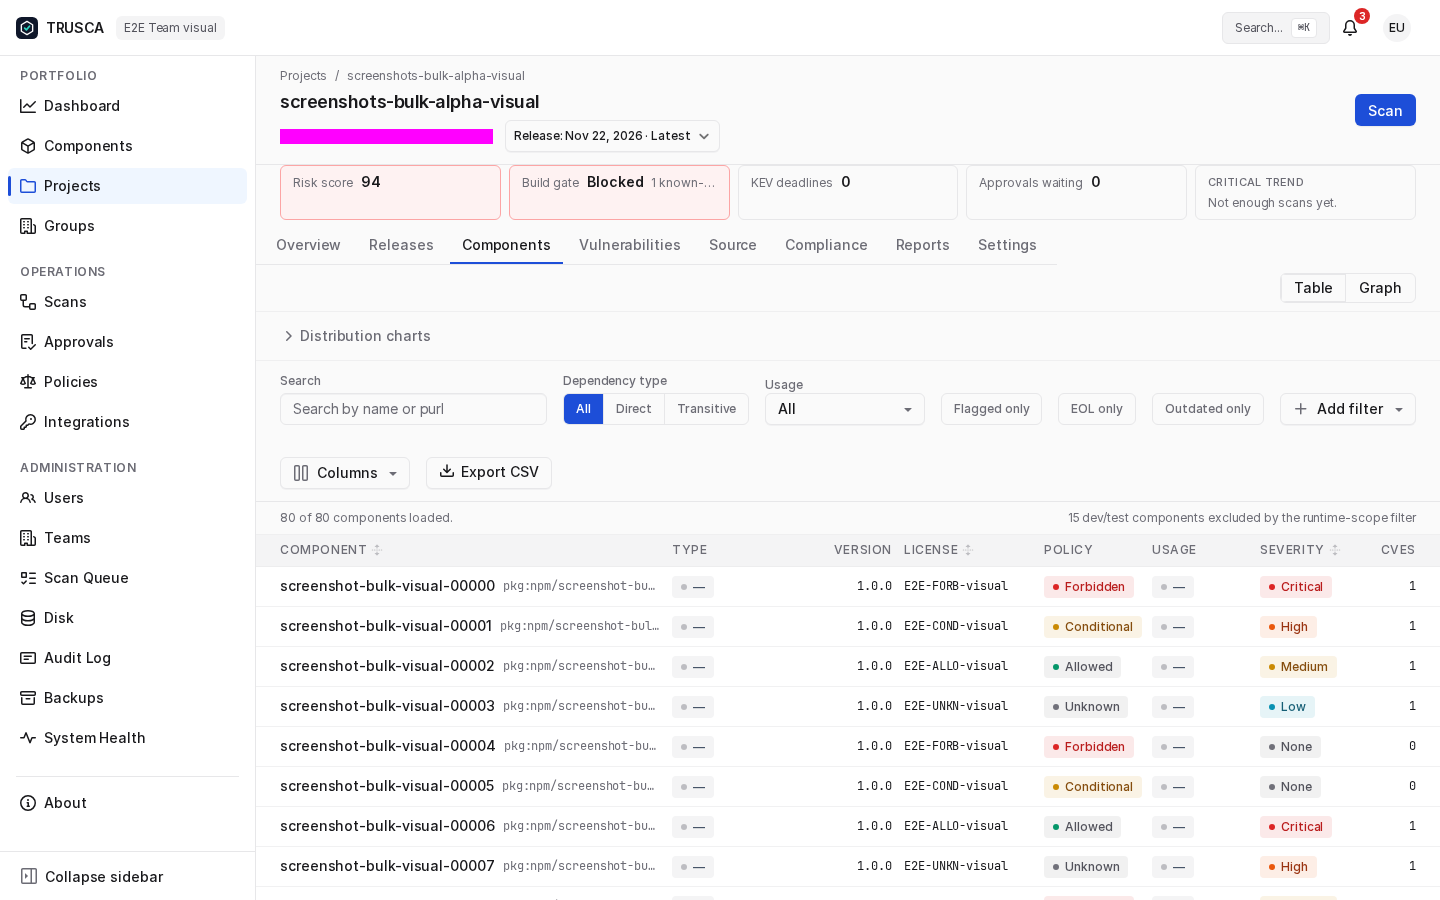 TRUSCA E2E Team visual Search... ⌘K 3 EU
PORTFOLIO
Dashboard
Components
Projects
Groups
OPERATIONS
Scans
Approvals
Policies
Integrations
ADMINISTRATION
Users
Teams
Scan Queue
Disk
Audit Log
Backups
System Health
About
Collapse sidebar
Projects / screenshots-bulk-alpha-visual
screenshots-bulk-alpha-visual
Release: Nov 22, 2026 · Latest
Scan
Risk score 94
Build gate Blocked 1 known-...
KEV deadlines 0
Approvals waiting 0
CRITICAL TREND
Not enough scans yet.
Overview Releases Components Vulnerabilities Source Compliance Reports Settings
Table Graph
Distribution charts
Search
Search by name or purl
Dependency type
All Direct Transitive
Usage
All
Flagged only EOL only Outdated only Add filter
Columns Export CSV
80 of 80 components loaded. 15 dev/test components excluded by the runtime-scope filter
COMPONENT TYPE VERSION LICENSE POLICY USAGE SEVERITY CVES
screenshot-bulk-visual-00000 pkg:npm/screenshot-bu… — 1.0.0 E2E-FORB-visual Forbidden — Critical 1
screenshot-bulk-visual-00001 pkg:npm/screenshot-bul… — 1.0.0 E2E-COND-visual Conditional — High 1
screenshot-bulk-visual-00002 pkg:npm/screenshot-bu… — 1.0.0 E2E-ALLO-visual Allowed — Medium 1
screenshot-bulk-visual-00003 pkg:npm/screenshot-bu… — 1.0.0 E2E-UNKN-visual Unknown — Low 1
screenshot-bulk-visual-00004 pkg:npm/screenshot-bu… — 1.0.0 E2E-FORB-visual Forbidden — None 0
screenshot-bulk-visual-00005 pkg:npm/screenshot-bu… — 1.0.0 E2E-COND-visual Conditional — None 0
screenshot-bulk-visual-00006 pkg:npm/screenshot-bu… — 1.0.0 E2E-ALLO-visual Allowed — Critical 1
screenshot-bulk-visual-00007 pkg:npm/screenshot-bu… — 1.0.0 E2E-UNKN-visual Unknown — High 1